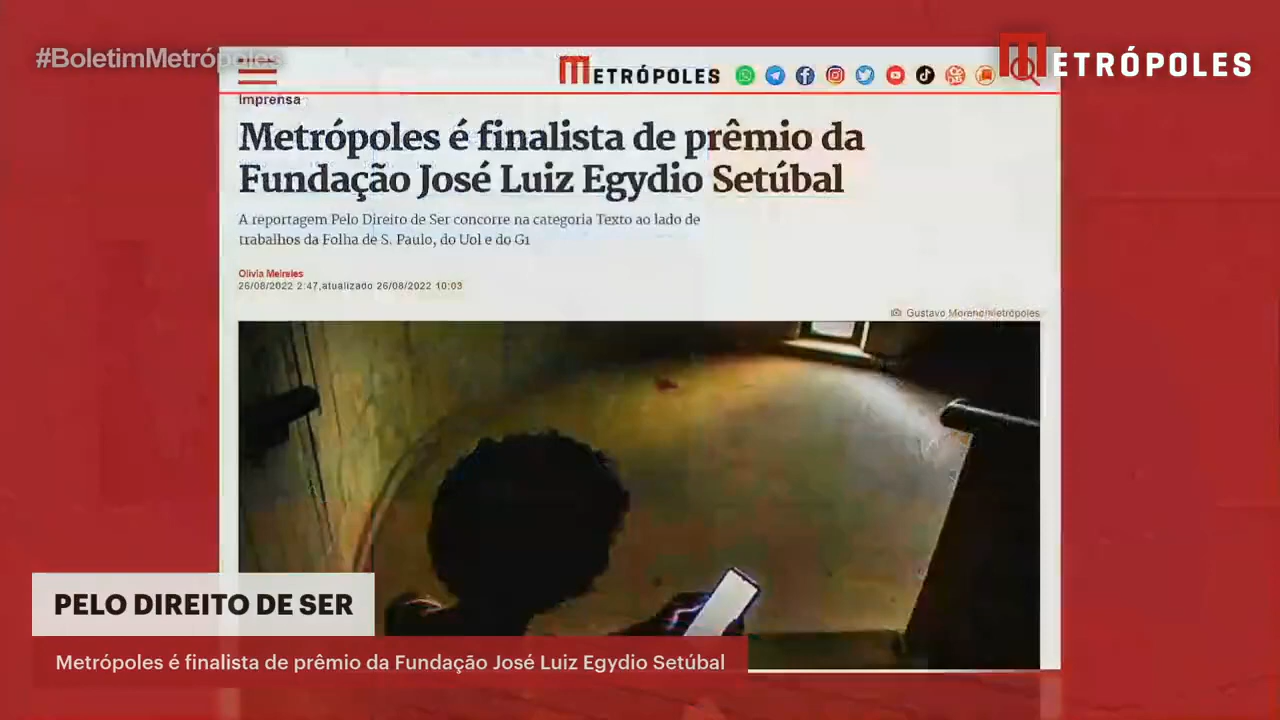 #BoletimMetrópoles
METRÓPOLES
METRÓPOLES
Imprensa
Metrópoles é finalista de prêmio da
Fundação José Luiz Egydio Setúbal
A reportagem Pelo Direito de Ser concorre na categoria Texto ao lado de
trabalhos da Folha de S. Paulo, do Uol e do G1
Olívia Meireles
26/08/2022 2:47,atualizado 26/08/2022 10:03
Gustavo Moreno/Metrópoles
PELO DIREITO DE SER
Metrópoles é finalista de prêmio da Fundação José Luiz Egydio Setúbal